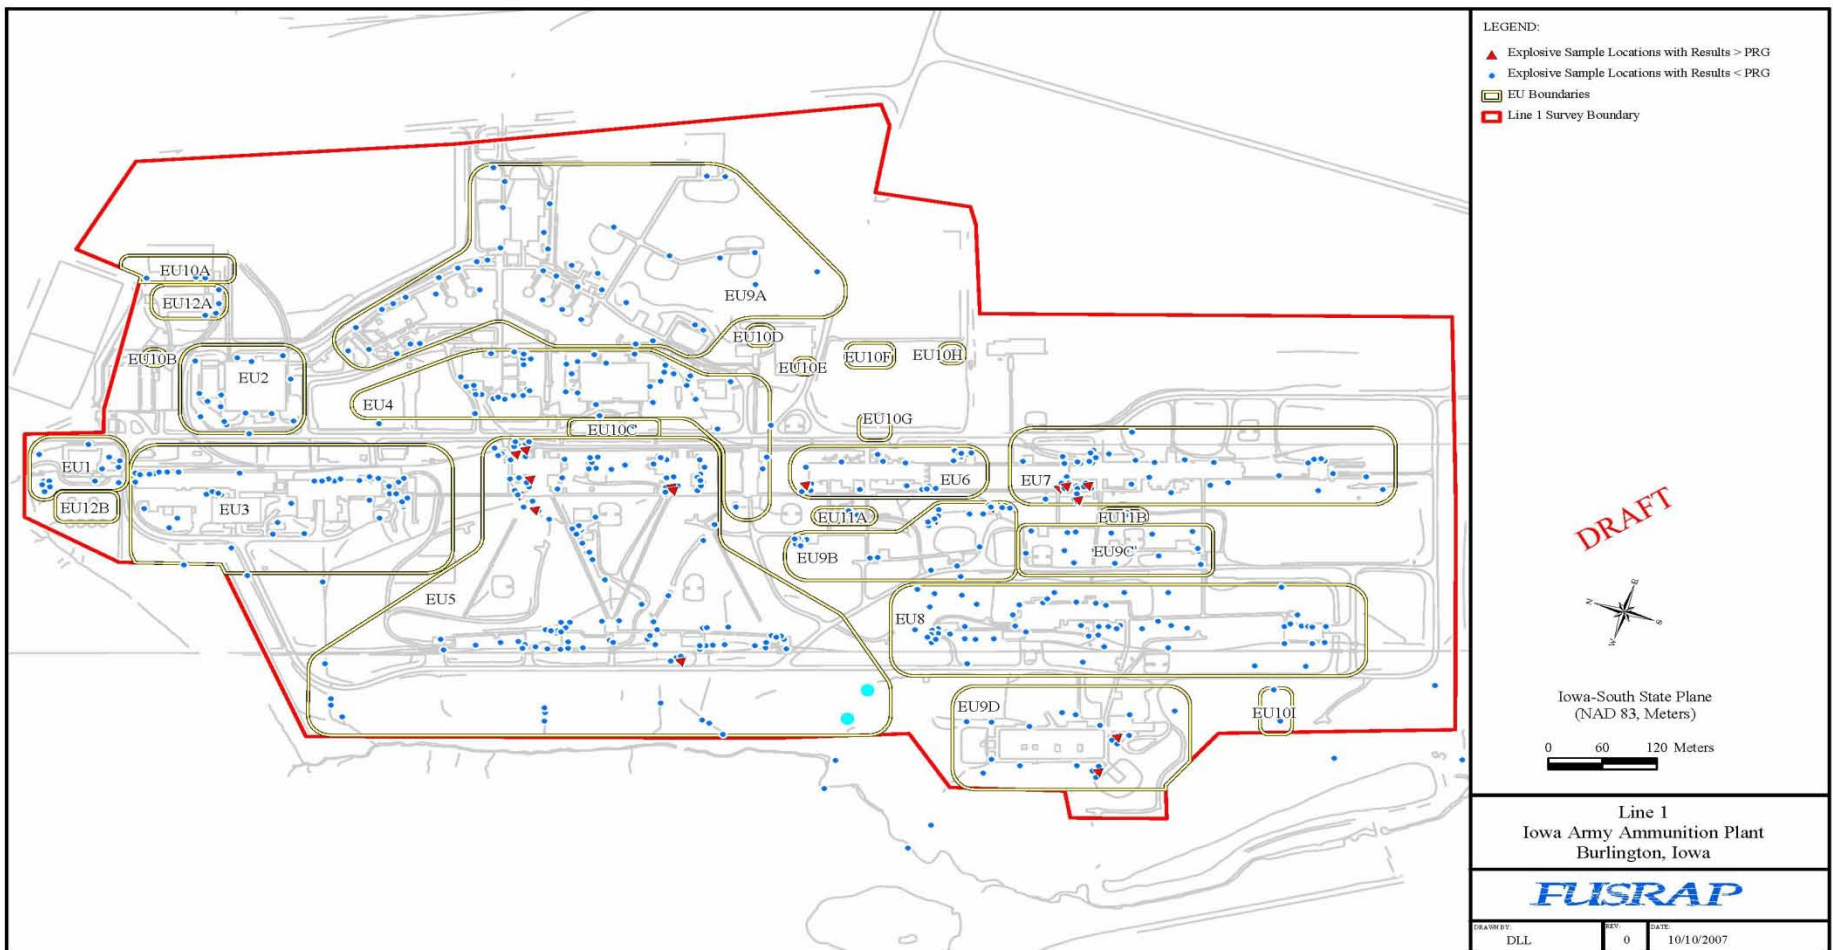 LEGEND:
Explosive Sample Locations with Results > PRG
Explosive Sample Locations with Results < PRG
EU Boundaries
Line 1 Survey Boundary
EU10A
EU12A
EU9A
EU10D
EU10B
EU10E
EU10F
EU10H
EU2
EU4
EU10C
EU10G
EU1
EU6
EU7
EU12B
EU3
EU11A
EU11B
EU9B
EU9C
EU5
EU8
EU9D
EU10I
DRAFT
N
E
S
W
Iowa-South State Plane
(NAD 83, Meters)
0 60 120 Meters
Line 1
Iowa Army Ammunition Plant
Burlington, Iowa
FUSRAP
DRAWN BY: REV: DATE:
DLL 0 10/10/2007